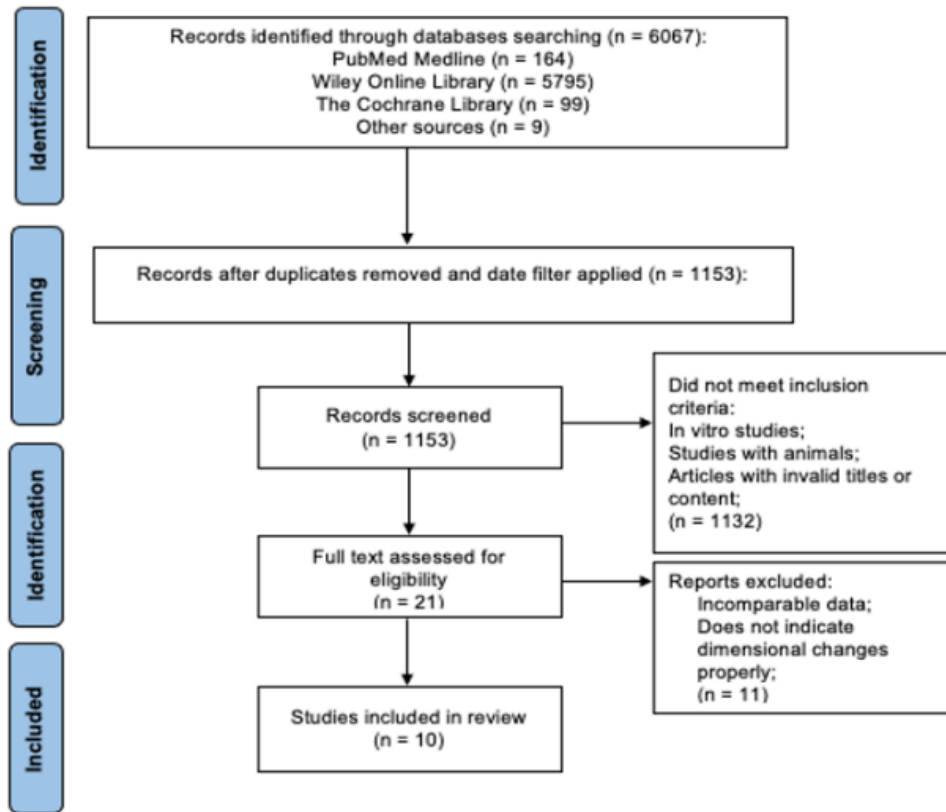 Identification
Records identified through databases searching (n = 6067):
PubMed Medline (n = 164)
Wiley Online Library (n = 5795)
The Cochrane Library (n = 99)
Other sources (n = 9)
Screening
Records after duplicates removed and date filter applied (n = 1153):
Records screened
(n = 1153)
Did not meet inclusion
criteria:
In vitro studies;
Studies with animals;
Articles with invalid titles or
content;
(n = 1132)
Identification
Full text assessed for
eligibility
(n = 21)
Reports excluded:
Incomparable data;
Does not indicate
dimensional changes
properly;
(n = 11)
Included
Studies included in review
(n = 10)